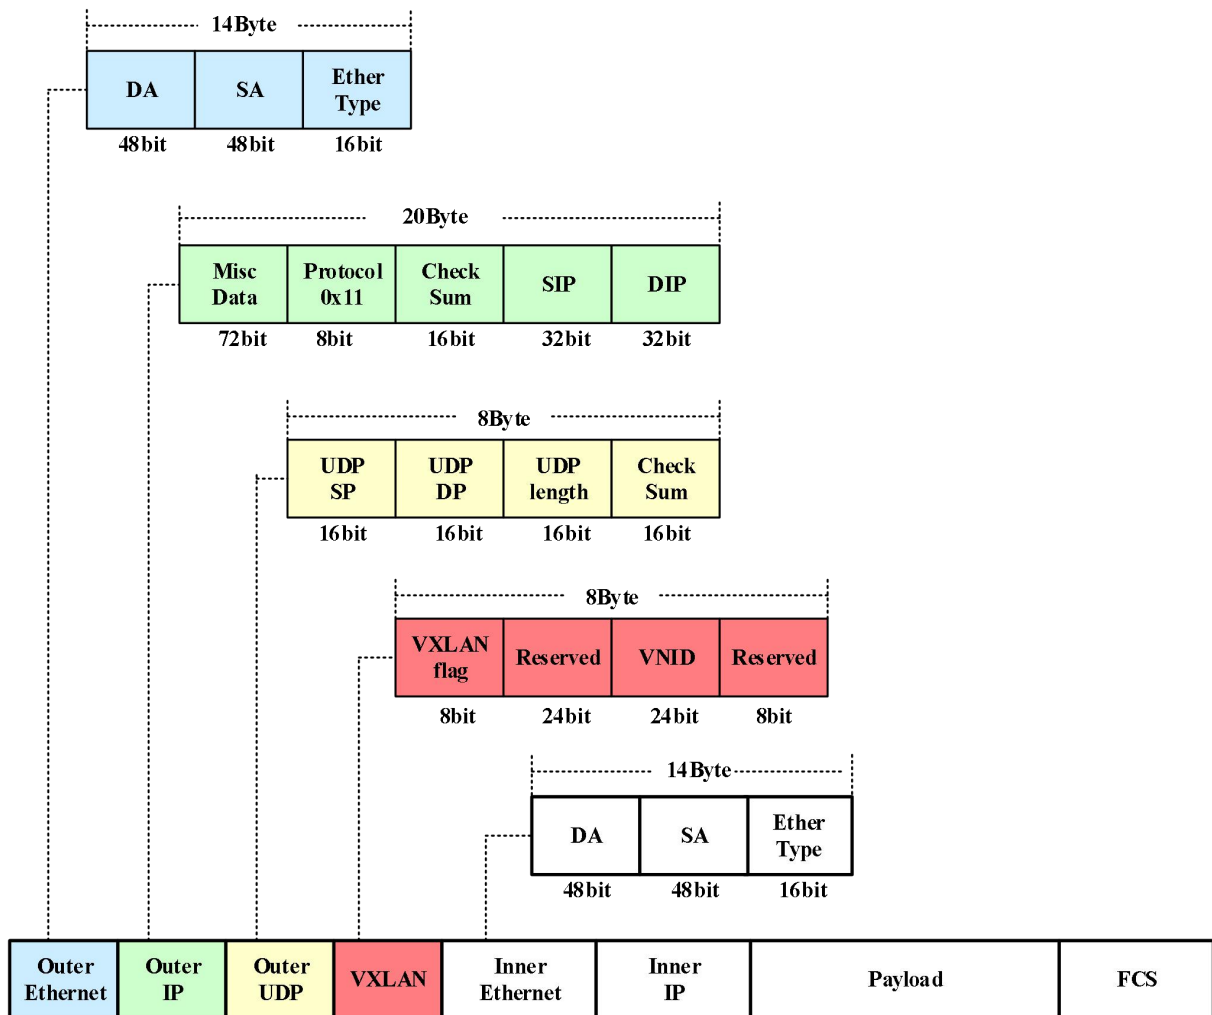 14Byte
DA SA Ether
Type
48bit 48bit 16bit
20Byte
Misc Protocol Check SIP DIP
Data 0x11 Sum
72bit 8bit 16bit 32bit 32bit
8Byte
UDP UDP UDP Check
SP DP length Sum
16bit 16bit 16bit 16bit
8Byte
VXLAN Reserved VNID Reserved
flag
8bit 24bit 24bit 8bit
14Byte
DA SA Ether
Type
48bit 48bit 16bit
Outer Outer Outer VXLAN Inner Inner Payload FCS
Ethernet IP UDP Ethernet IP